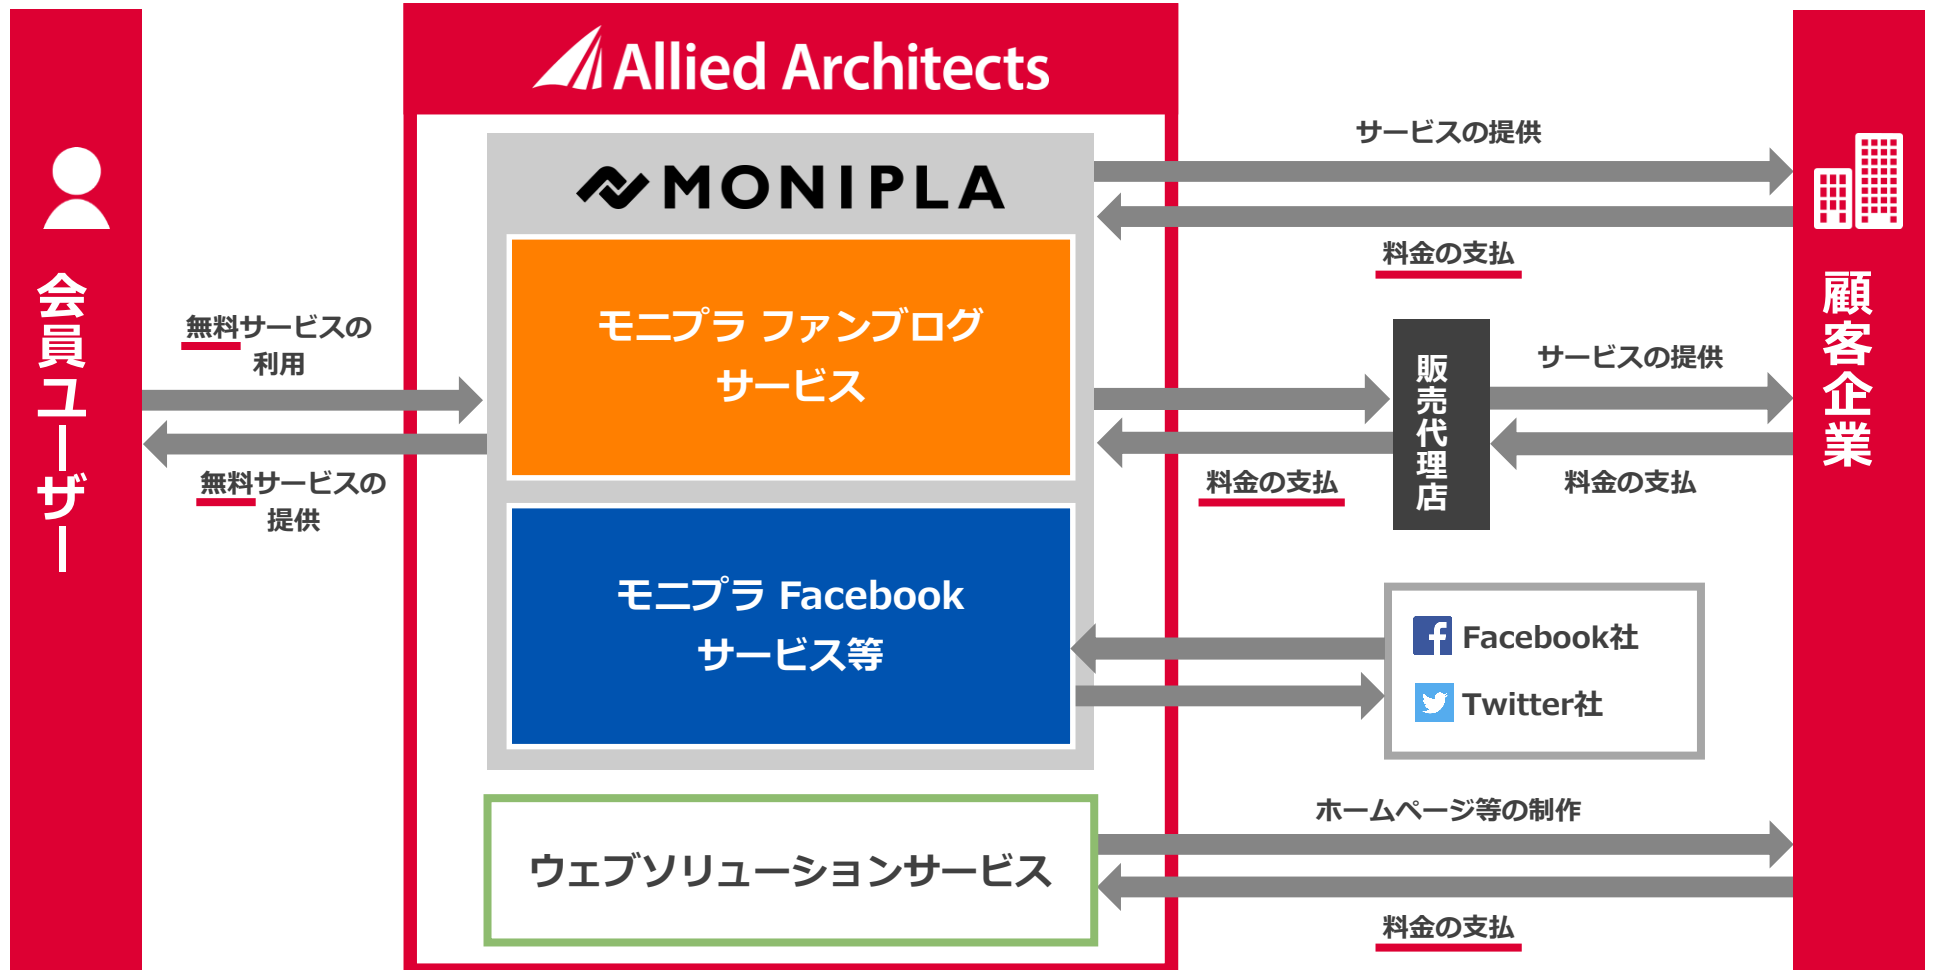 Allied Architects
MONIPLA
会員ユーザー
無料サービスの
利用
無料サービスの
提供
モニプラ ファンブログ
サービス
モニプラ Facebook
サービス等
ウェブソリューションサービス
サービスの提供
料金の支払
販売代理店
料金の支払
サービスの提供
料金の支払
Facebook社
Twitter社
ホームページ等の制作
料金の支払
顧客企業